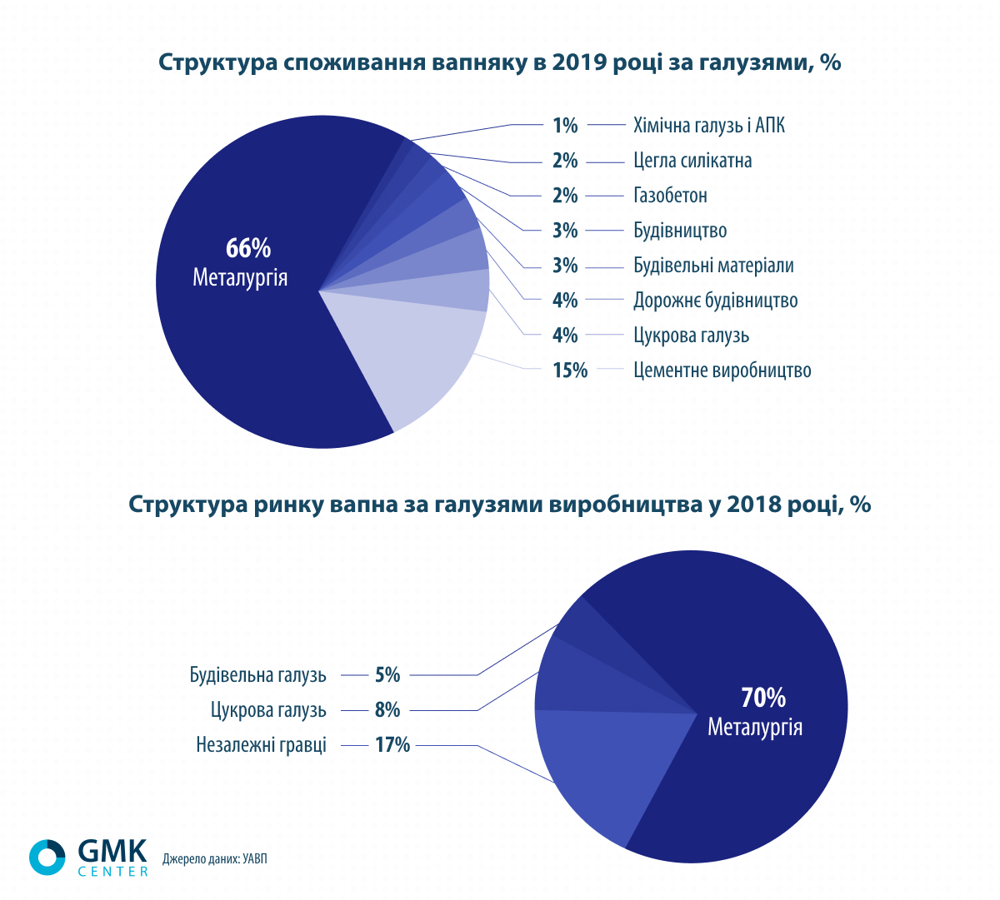 Структура споживання вапняку в 2019 році за галузями, %
1% Хімічна галузь і АПК
2% Цегла силікатна
2% Газобетон
3% Будівництво
3% Будівельні матеріали
4% Дорожнє будівництво
4% Цукрова галузь
15% Цементне виробництво
66%
Металургія
Структура ринку вапна за галузями виробництва у 2018 році, %
Будівельна галузь 5%
Цукрова галузь 8%
Незалежні гравці 17%
70%
Металургія
GMK
CENTER
Джерело даних: УАВП